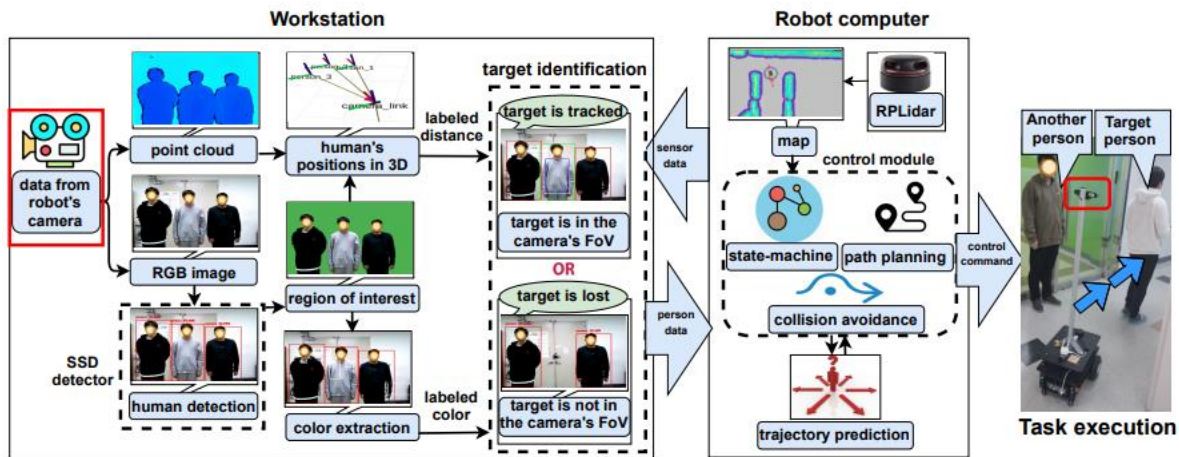 Workstation
Robot computer
data from
robot's
camera
point cloud
person_3
person_1
camera_link
human's
positions in 3D
labeled
distance
RGB image
region of interest
SSD
detector
human detection
color extraction
labeled
color
target identification
target is tracked
target is in the
camera's FoV
OR
target is lost
target is not in
the camera's FoV
sensor
data
person
data
RPLidar
map
control module
state-machine
path planning
collision avoidance
trajectory prediction
?
control
command
Another
person
Target
person
Task execution